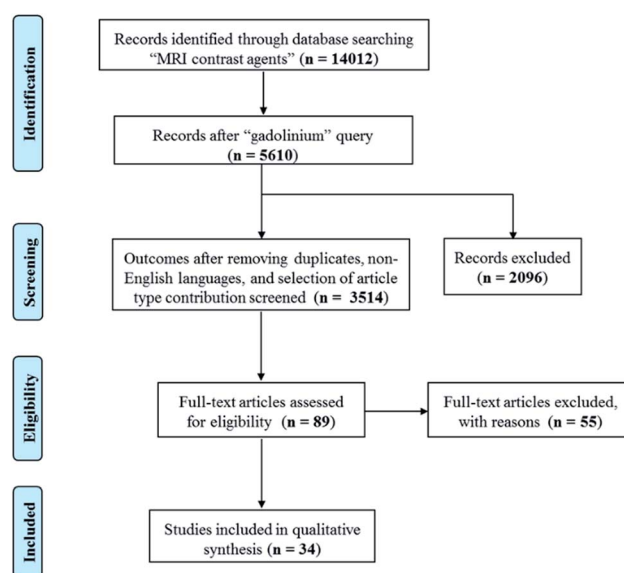 Identification
Records identified through database searching
“MRI contrast agents” (n = 14012)
Records after “gadolinium” query
(n = 5610)
Screening
Outcomes after removing duplicates, non-
English languages, and selection of article
type contribution screened (n = 3514)
Records excluded
(n = 2096)
Eligibility
Full-text articles assessed
for eligibility (n = 89)
Full-text articles excluded,
with reasons (n = 55)
Included
Studies included in qualitative
synthesis (n = 34)